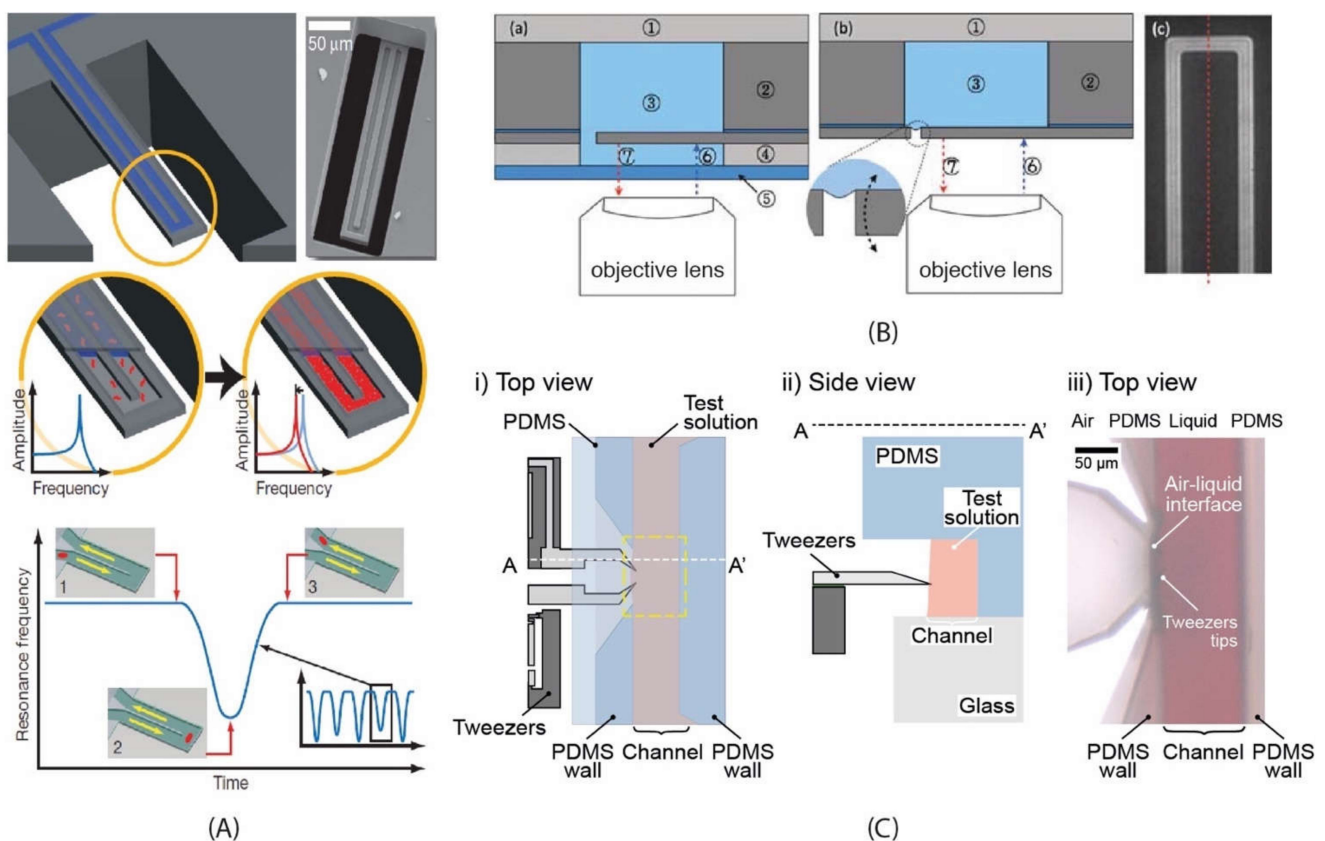 50 μm
Amplitude
Frequency
Amplitude
Frequency
Resonance frequency
1
3
2
Time
(A)
(a)
①
②
③
④
⑦
⑥
⑤
objective lens
(b)
①
②
③
⑦
⑥
objective lens
(c)
(B)
i) Top view
PDMS
Test
solution
A
A'
Tweezers
PDMS
wall
Channel
PDMS
wall
ii) Side view
A
A'
PDMS
Test
solution
Tweezers
Channel
Glass
iii) Top view
Air PDMS Liquid PDMS
50 μm
Air-liquid
interface
Tweezers
tips
PDMS
wall
Channel
PDMS
wall
(C)